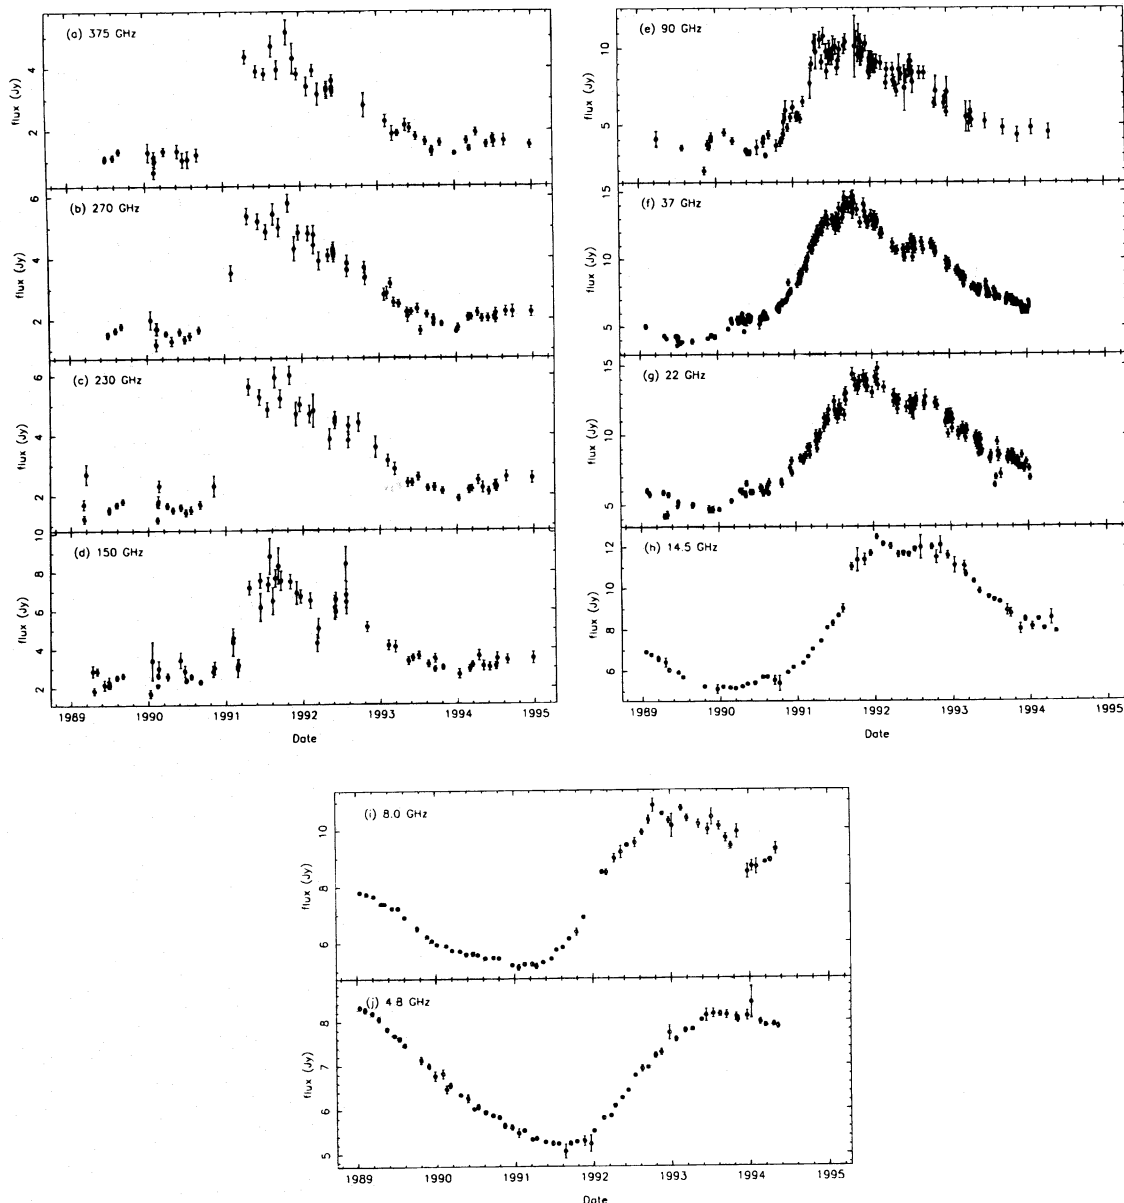 (a) 375 GHz
flux (Jy)
4
2
(b) 270 GHz
flux (Jy)
6
4
2
(c) 230 GHz
flux (Jy)
6
4
2
10
(d) 150 GHz
flux (Jy)
8
6
4
2
1989 1990 1991 1992 1993 1994 1995
Date
(e) 90 GHz
flux (Jy)
10
5
15
(f) 37 GHz
flux (Jy)
10
5
15
(g) 22 GHz
flux (Jy)
10
5
(h) 14.5 GHz
flux (Jy)
12
10
8
6
1989 1990 1991 1992 1993 1994 1995
Date
(i) 8.0 GHz
flux (Jy)
10
8
6
(j) 4.8 GHz
flux (Jy)
8
7
6
5
1989 1990 1991 1992 1993 1994 1995
Date